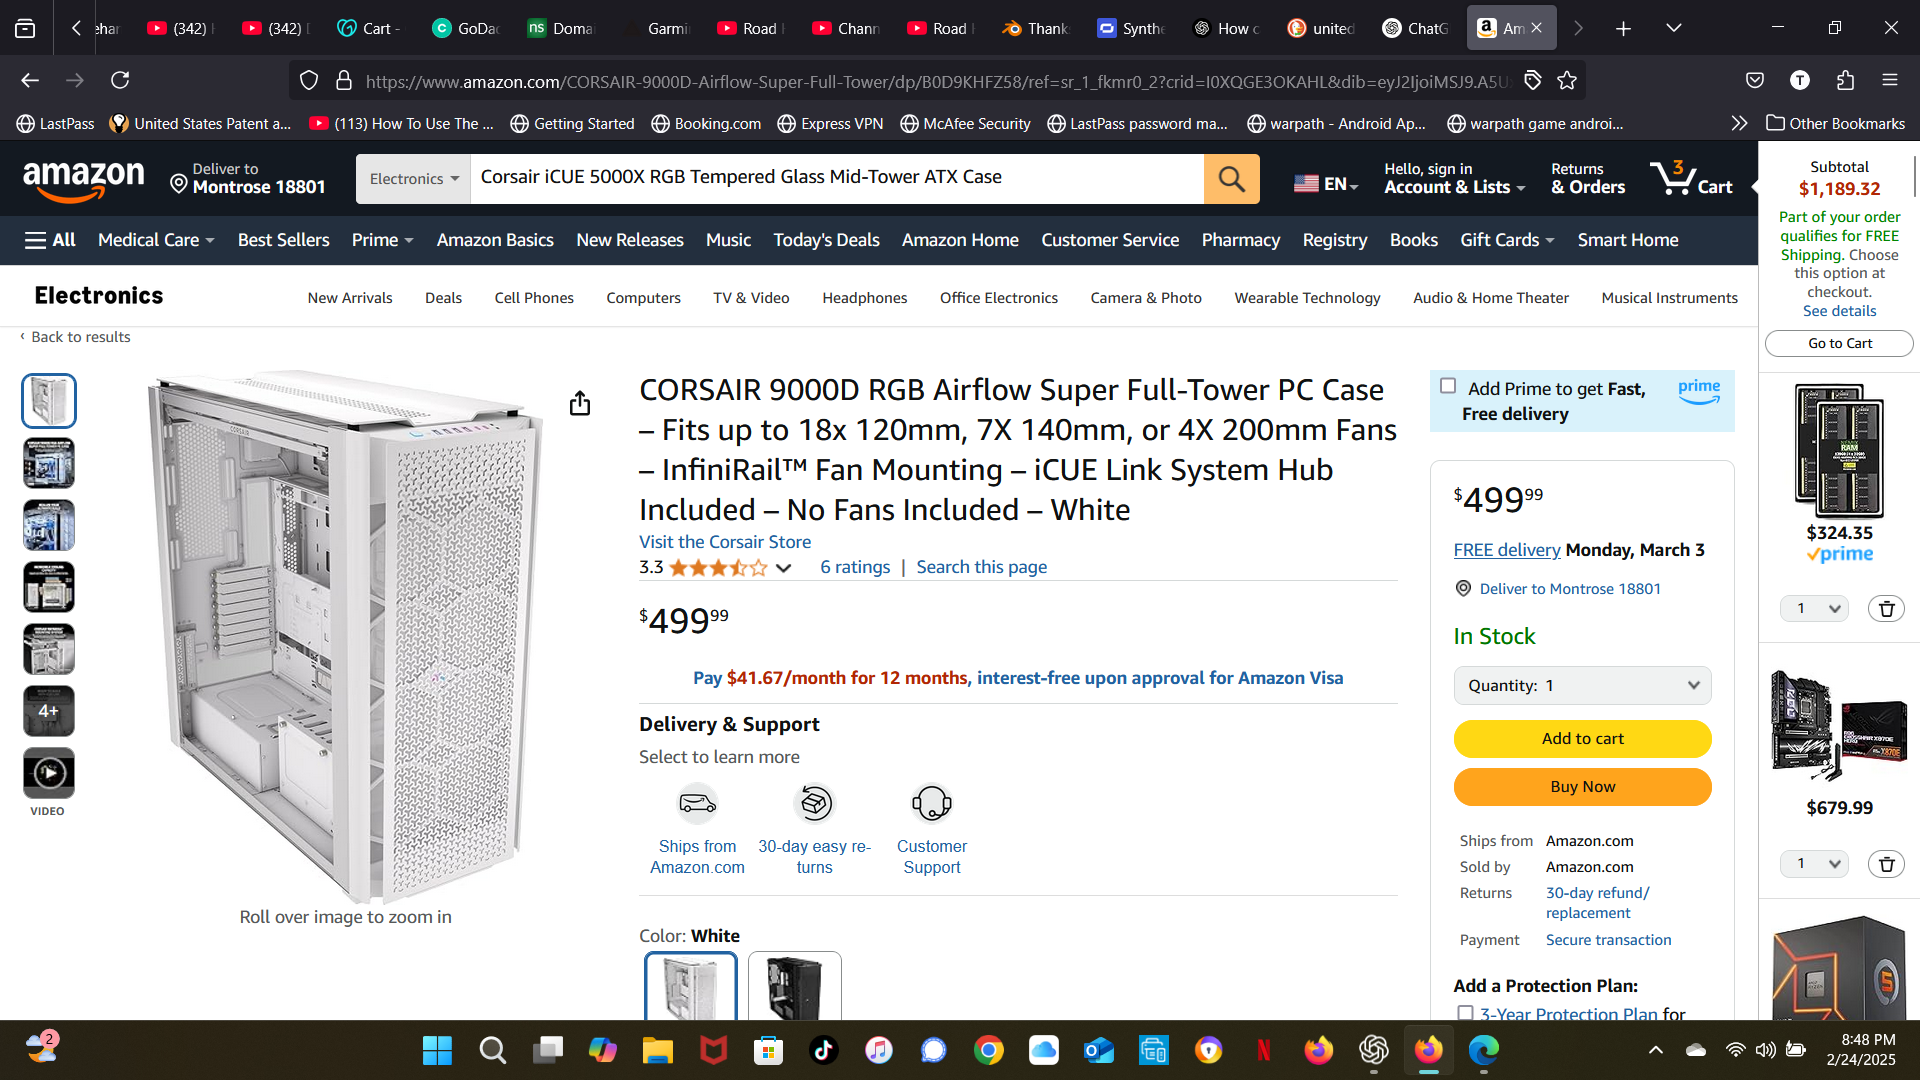 ehar
(342)
(342)
Cart -
GoDad
Domai
Garmi
Road
Chann
Road
Thank
Synthe
How c
united
ChatG
Am
https://www.amazon.com/CORSAIR-9000D-Airflow-Super-Full-Tower/dp/B0D9KHFZ58/ref=sr_1_fkmr0_2?crid=I0XQGE3OKAHL&dib=eyJ2IjoiMSJ9.A5U
T
LastPass
United States Patent a...
(113) How To Use The ...
Getting Started
Booking.com
Express VPN
McAfee Security
LastPass password ma...
warpath - Android Ap...
warpath game androi...
Other Bookmarks
amazon
Deliver to
Montrose 18801
Electronics
Corsair iCUE 5000X RGB Tempered Glass Mid-Tower ATX Case
EN
Hello, sign in
Account & Lists
Returns
& Orders
3
Cart
All
Medical Care
Best Sellers
Prime
Amazon Basics
New Releases
Music
Today's Deals
Amazon Home
Customer Service
Pharmacy
Registry
Books
Gift Cards
Smart Home
Electronics
New Arrivals
Deals
Cell Phones
Computers
TV & Video
Headphones
Office Electronics
Camera & Photo
Wearable Technology
Audio & Home Theater
Musical Instruments
‹ Back to results
4+
VIDEO
CORSAIR
Roll over image to zoom in
CORSAIR 9000D RGB Airflow Super Full-Tower PC Case
– Fits up to 18x 120mm, 7X 140mm, or 4X 200mm Fans
– InfiniRail™ Fan Mounting – iCUE Link System Hub
Included – No Fans Included – White
Visit the Corsair Store
3.3
6 ratings | Search this page
$499.99
Pay $41.67/month for 12 months, interest-free upon approval for Amazon Visa
Delivery & Support
Select to learn more
Ships from
Amazon.com
30-day easy re-
turns
Customer
Support
Color: White
Add Prime to get Fast,
Free delivery
prime
$499.99
FREE delivery Monday, March 3
Deliver to Montrose 18801
In Stock
Quantity: 1
Add to cart
Buy Now
Ships from Amazon.com
Sold by Amazon.com
Returns 30-day refund/
replacement
Payment Secure transaction
Add a Protection Plan:
3-Year Protection Plan for
Subtotal
$1,189.32
Part of your order
qualifies for FREE
Shipping. Choose
this option at
checkout.
See details
Go to Cart
RAM
$324.35
prime
1
$679.99
1
5
2
8:48 PM
2/24/2025